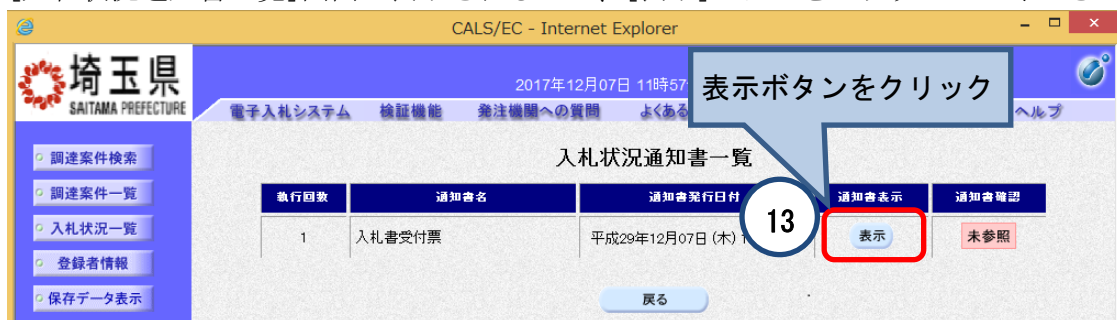 CALS/EC - Internet Explorer
埼玉県
SAITAMA PREFECTURE
2017年12月07日 11時57
表示ボタンをクリック
電子入札システム 検証機能 発注機関への質問 よくある ヘルプ
調達案件検索
調達案件一覧
入札状況一覧
登録者情報
保存データ表示
入札状況通知書一覧
執行回数 通知書名 通知書発行日付 通知書表示 通知書確認
1 入札書受付票 平成29年12月07日 (木) 1 表示 未参照
13
戻る